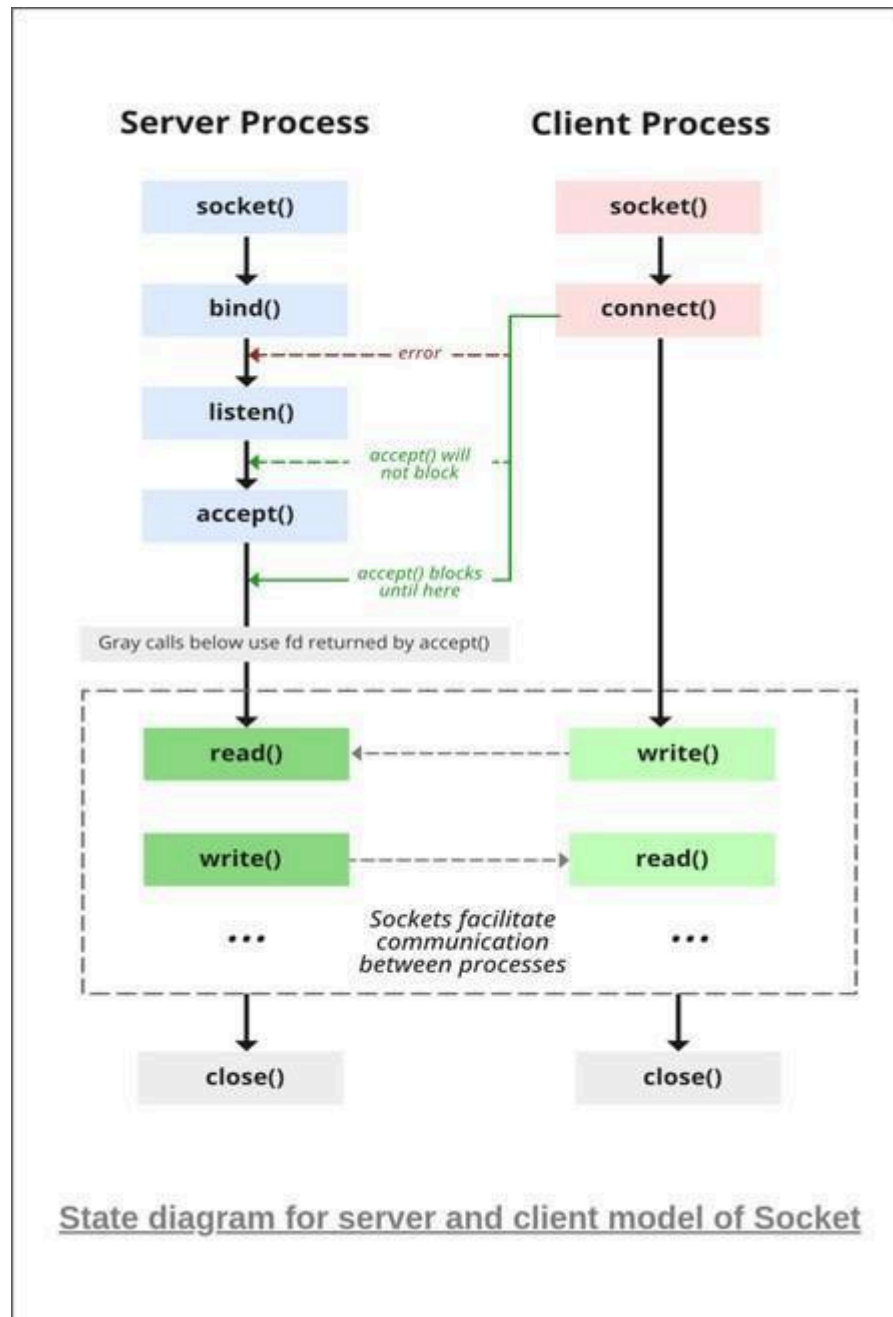 Server Process
Client Process
socket()
socket()
bind()
connect()
error
listen()
accept() will
not block
accept()
accept() blocks
until here
Gray calls below use fd returned by accept()
read()
write()
write()
read()
...
Sockets facilitate
communication
between processes
...
close()
close()
State diagram for server and client model of Socket